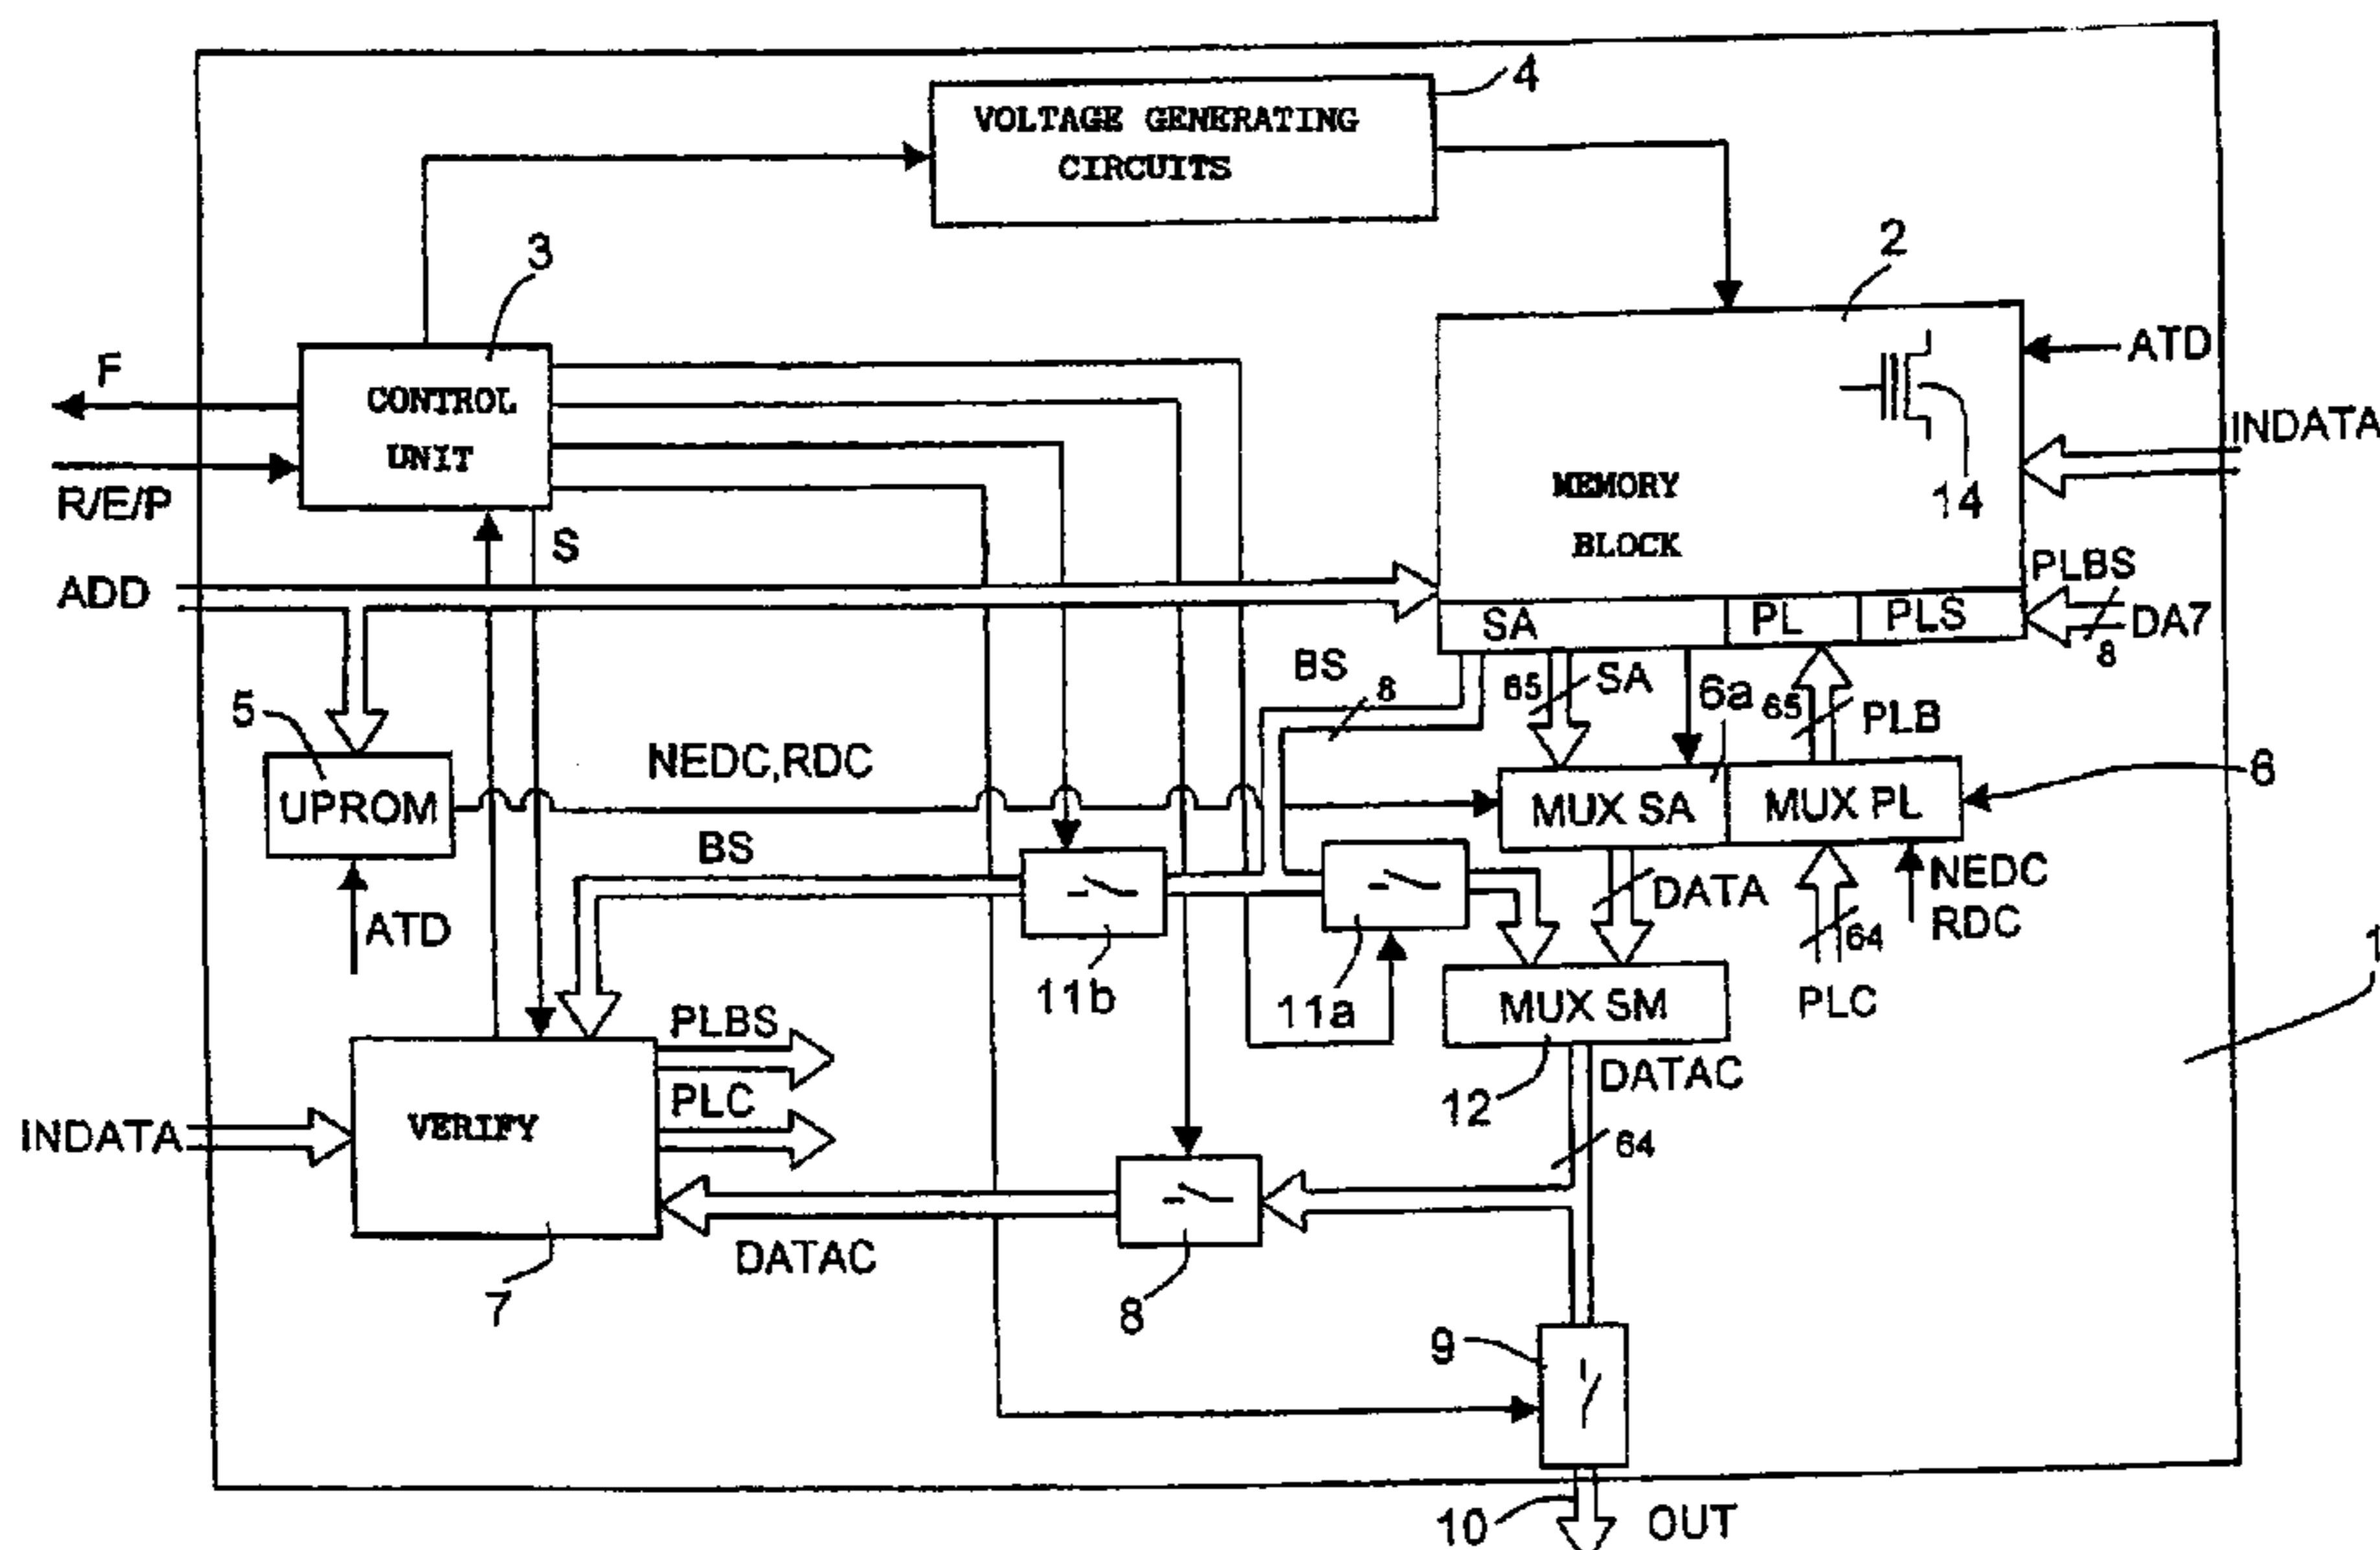 4
VOLTAGE GENERATING
CIRCUITS
3
2
F
CONTROL
UNIT
R/E/P
ATD
INDATA
14
MEMORY
BLOCK
S
ADD
PLBS
SA
PL
PLS
8
DA7
BS
8
65
SA
6a
65
PLB
5
NEDC,RDC
UPROM
MUX SA
MUX PL
6
BS
ATD
DATA
NEDC
RDC
64
PLC
11b
11a
MUX SM
1
PLBS
PLC
12
DATAC
64
INDATA
VERIFY
DATAC
7
8
9
10
OUT